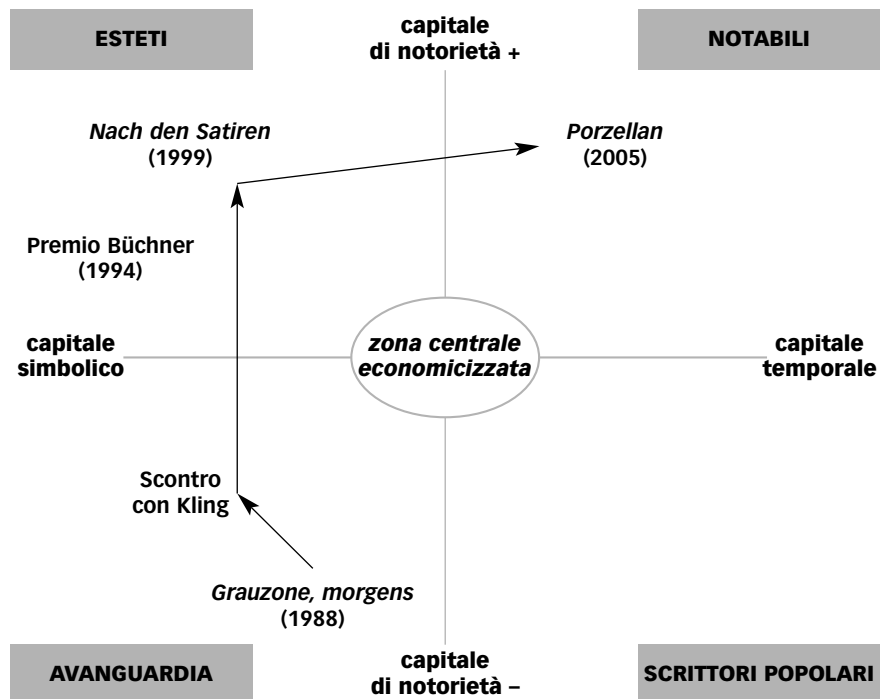 ESTETI
capitale
di notorietà +
NOTABILI
Nach den Satiren
(1999)
Porzellan
(2005)
Premio Büchner
(1994)
capitale
simbolico
zona centrale
economicizzata
capitale
temporale
Scontro
con Kling
Grauzone, morgens
(1988)
AVANGUARDIA
capitale
di notorietà –
SCRITTORI POPOLARI